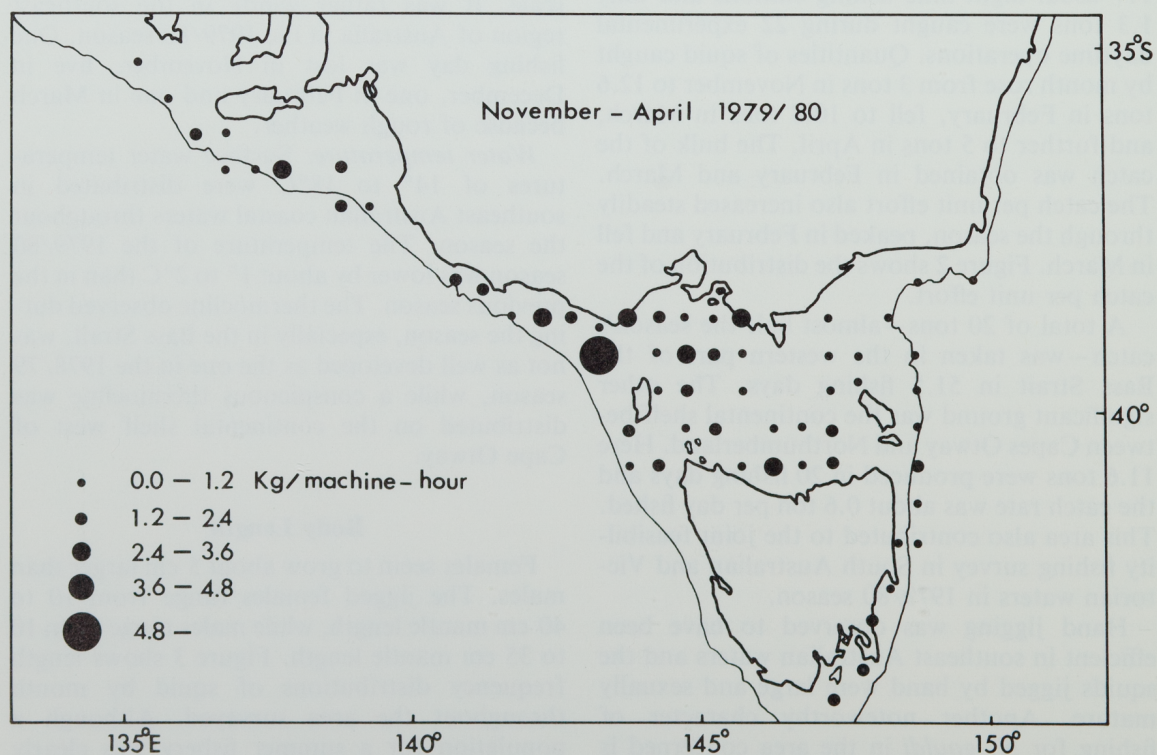 35°S
November – April 1979/80
40°
0.0 – 1.2 Kg/machine–hour
1.2 – 2.4
2.4 – 3.6
3.6 – 4.8
4.8 –
135°E
140°
145°
150°